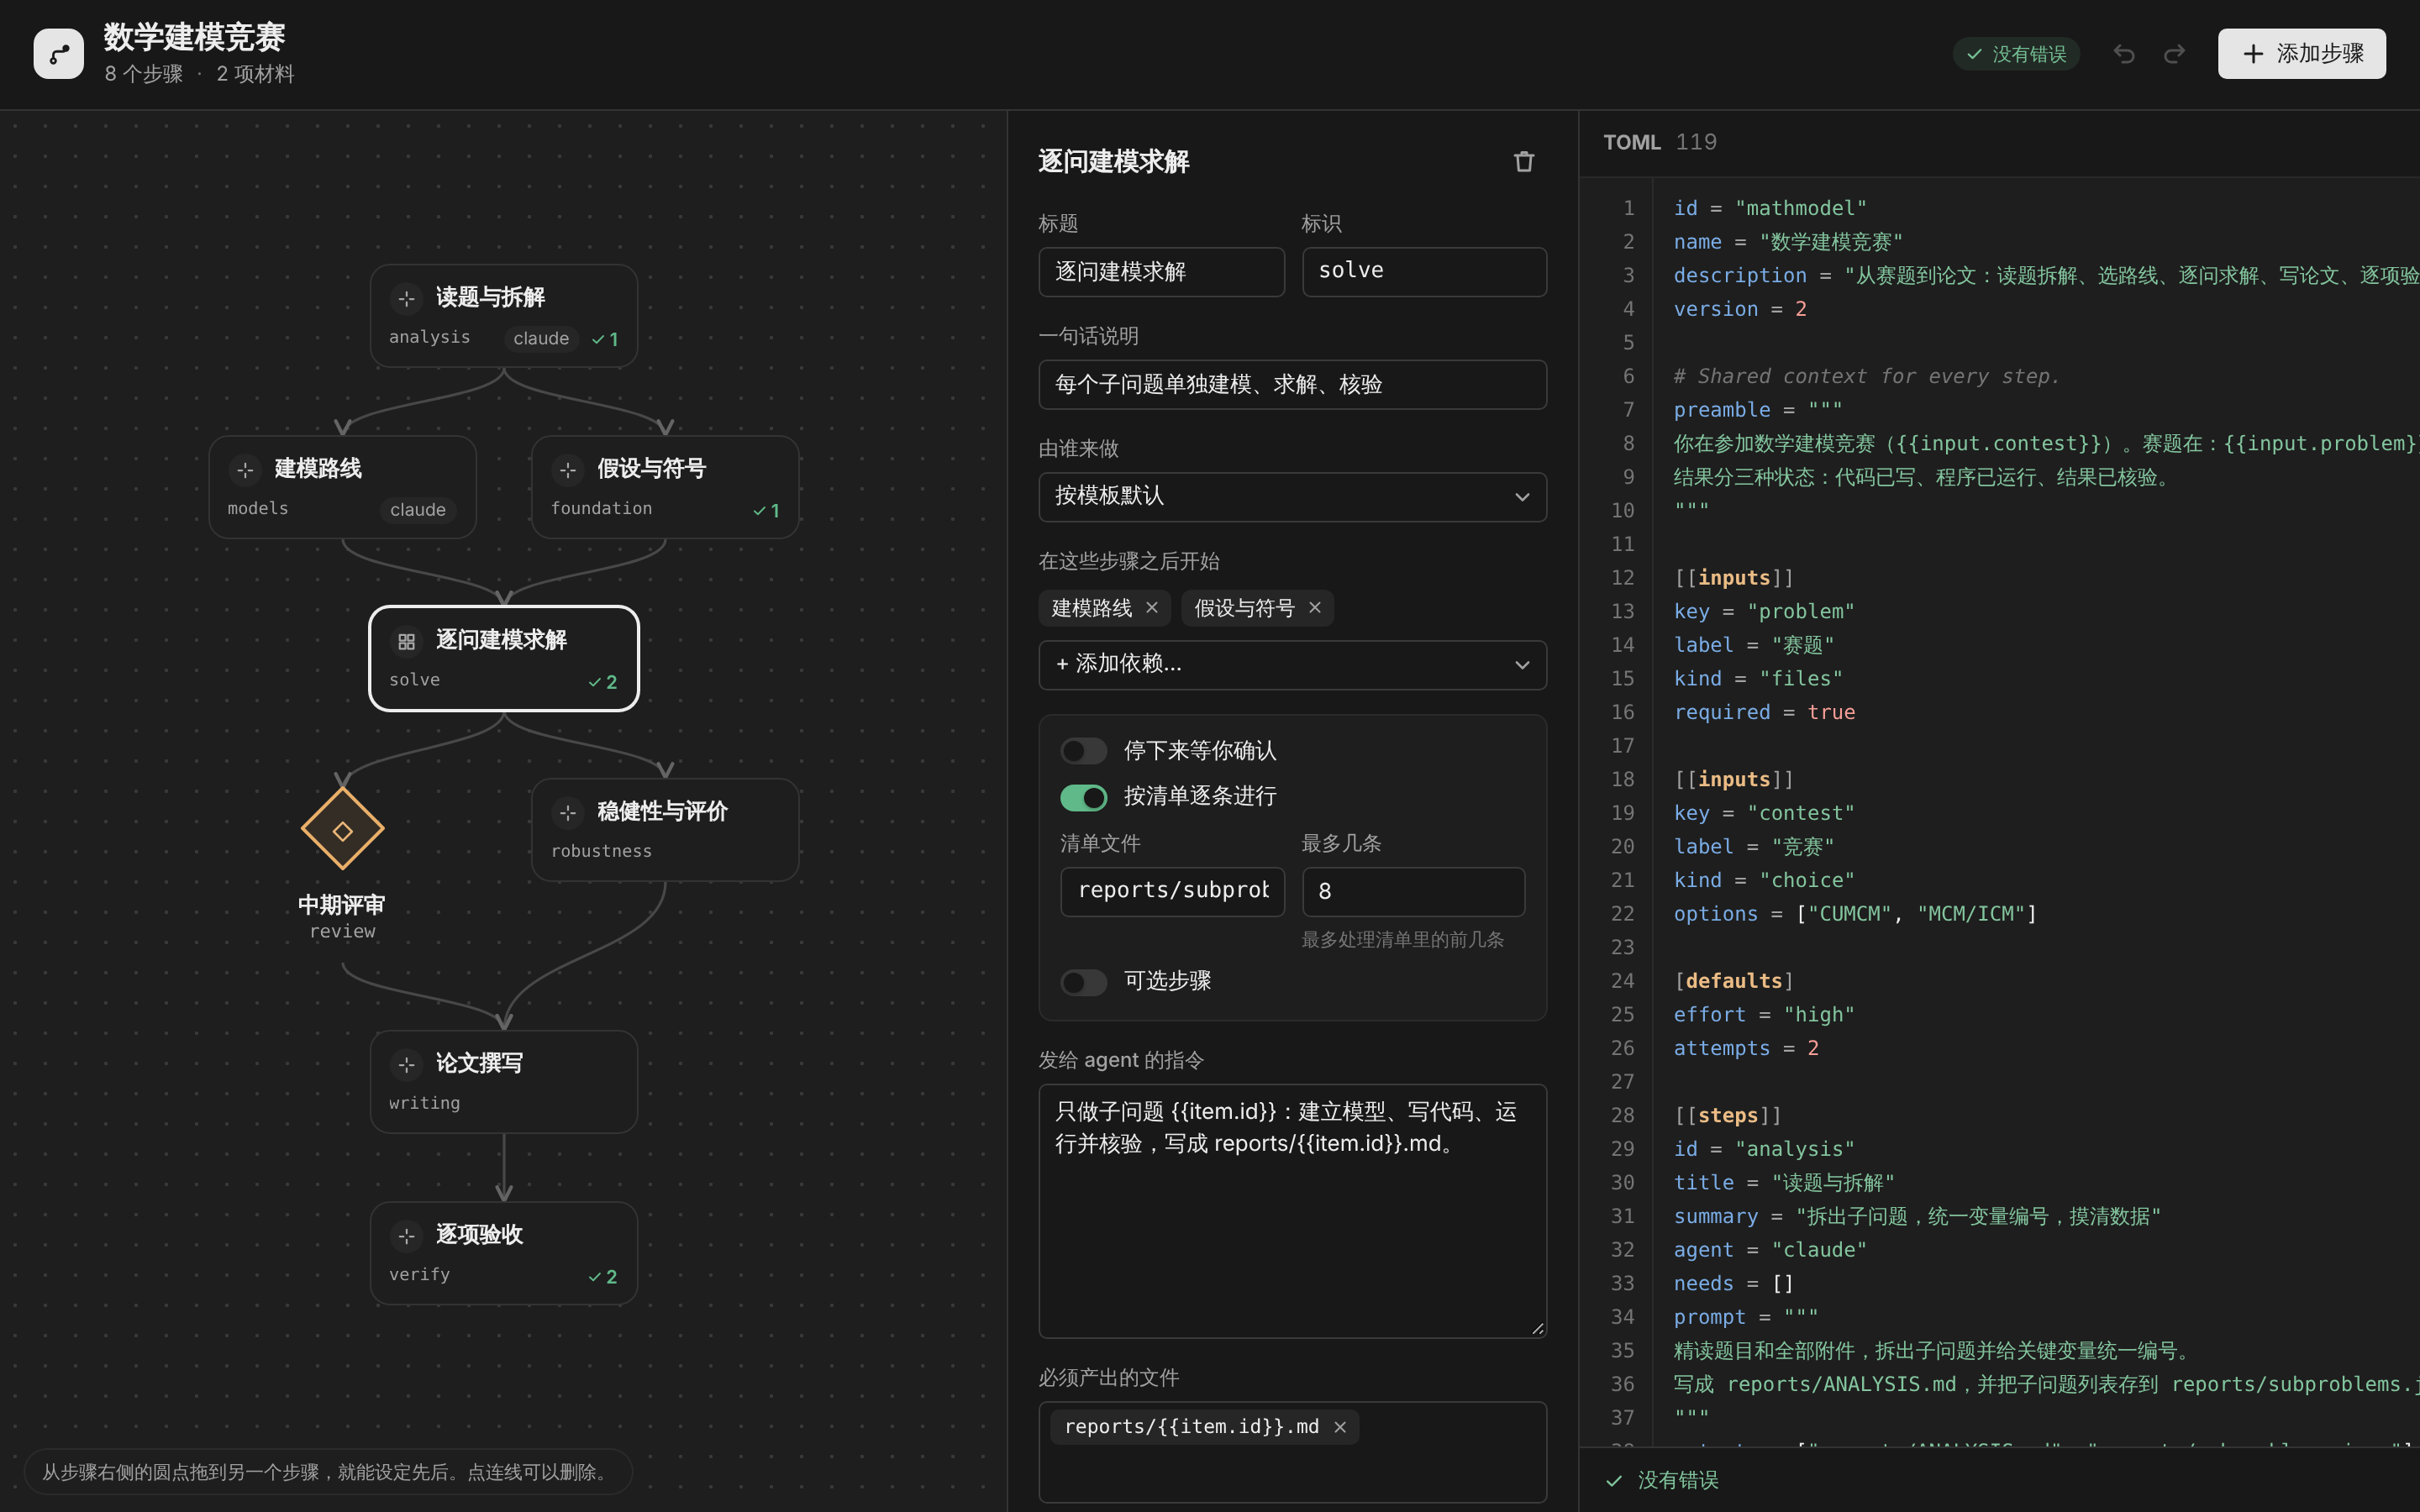 数学建模竞赛
8 个步骤 · 2 项材料
没有错误
添加步骤
读题与拆解
analysis claude 1
建模路线
models claude
假设与符号
foundation 1
逐问建模求解
solve 2
中期评审
review
稳健性与评价
robustness
论文撰写
writing
逐项验收
verify 2
从步骤右侧的圆点拖到另一个步骤，就能设定先后。点连线可以删除。
逐问建模求解
标题 标识
逐问建模求解 solve
一句话说明
每个子问题单独建模、求解、核验
由谁来做
按模板默认
在这些步骤之后开始
建模路线 × 假设与符号 ×
+ 添加依赖...
停下来等你确认
按清单逐条进行
清单文件 最多几条
reports/subprob 8
最多处理清单里的前几条
可选步骤
发给 agent 的指令
只做子问题 {{item.id}}：建立模型、写代码、运
行并核验，写成 reports/{{item.id}}.md。
必须产出的文件
reports/{{item.id}}.md ×
TOML 119
1 id = "mathmodel"
2 name = "数学建模竞赛"
3 description = "从赛题到论文：读题拆解、选路线、逐问求解、写论文、逐项验
4 version = 2
5
6 # Shared context for every step.
7 preamble = """
8 你在参加数学建模竞赛（{{input.contest}}）。赛题在：{{input.problem}
9 结果分三种状态：代码已写、程序已运行、结果已核验。
10 """
11
12 [[inputs]]
13 key = "problem"
14 label = "赛题"
15 kind = "files"
16 required = true
17
18 [[inputs]]
19 key = "contest"
20 label = "竞赛"
21 kind = "choice"
22 options = ["CUMCM", "MCM/ICM"]
23
24 [defaults]
25 effort = "high"
26 attempts = 2
27
28 [[steps]]
29 id = "analysis"
30 title = "读题与拆解"
31 summary = "拆出子问题，统一变量编号，摸清数据"
32 agent = "claude"
33 needs = []
34 prompt = """
35 精读题目和全部附件，拆出子问题并给关键变量统一编号。
36 写成 reports/ANALYSIS.md，并把子问题列表存到 reports/subproblems.j
37 """
没有错误